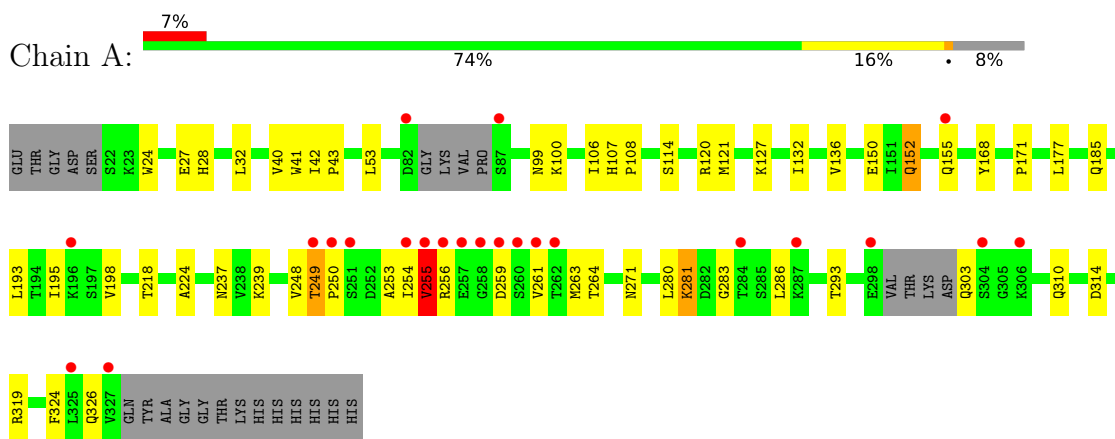 7%
Chain A:
74% 16% • 8%
GLU THR GLY ASP SER S22 K23 W24 E27 H28 L32 V40 W41 I42 P43 L53 D82 GLY LYS VAL PRO S87 N99 K100 I106 H107 P108 S114 R120 M121 K127 I132 V136 E150 I151 Q152 Q155 Y168 P171 L177 Q185
L193 T194 I195 K196 S197 V198 T218 A224 N237 V238 K239 V248 T249 P250 S251 D252 A253 I254 V255 R256 E257 G258 D259 S260 V261 T262 M263 T264 N271 L280 K281 D282 G283 T284 S285 L286 K287 T293 E298 VAL THR LYS ASP Q303 S304 G305 K306 Q310 D314
R319 F324 L325 Q326 V327 GLN TYR ALA GLY GLY THR LYS HIS HIS HIS HIS HIS HIS